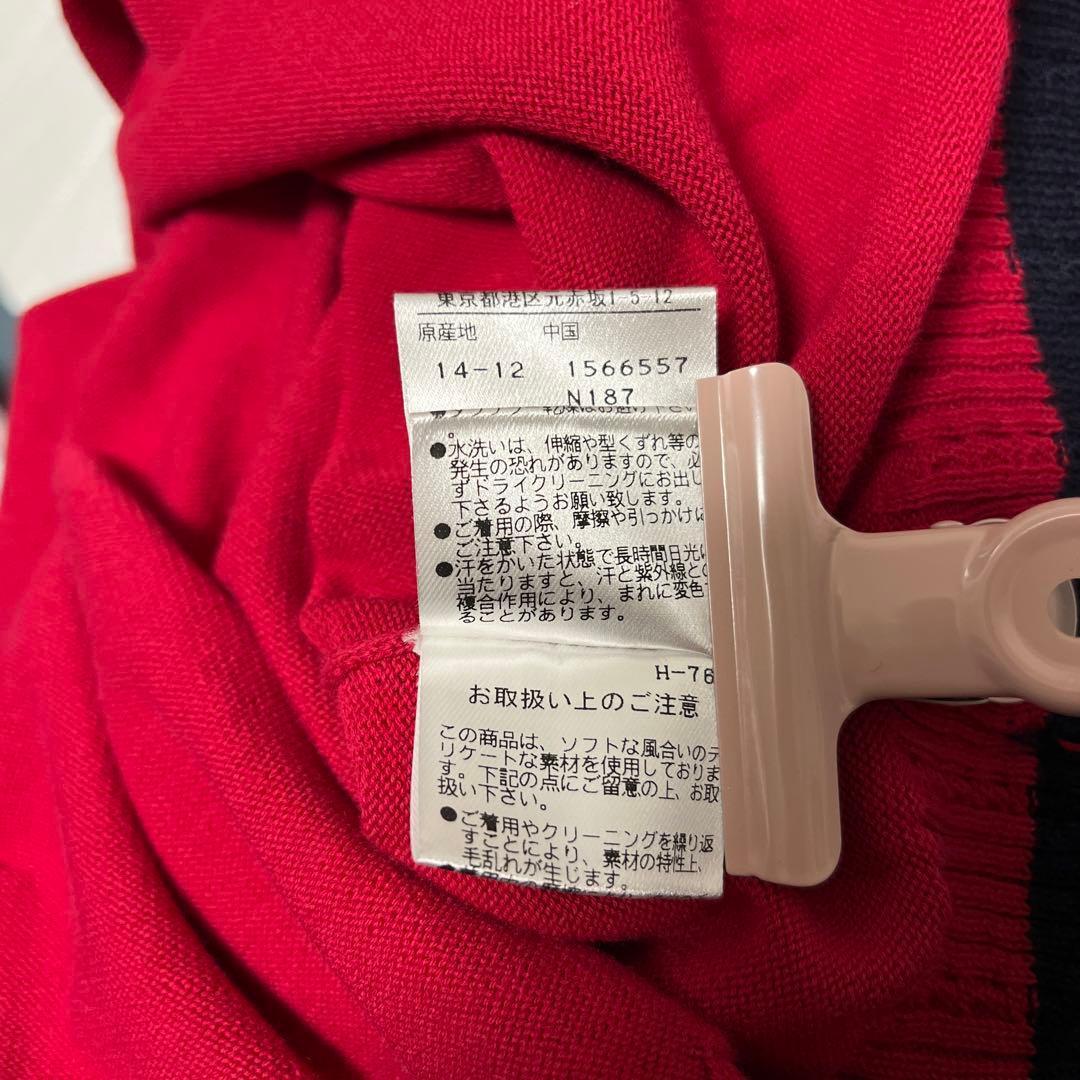 東京都港区元赤坂1-5-12
原産地 中国
14-12 1566557
N187
●水洗いは、伸縮や型くずれ等の
発生の恐れがありますので、必
ずドライクリーニングにお出し
下さるようお願い致します。
●ご着用の際、摩擦や引っかけに
ご注意下さい。
●汗をかいた状態で長時間日光に
当たりますと、汗と紫外線との
複合作用により、まれに変色す
ることがあります。
H-76
お取扱い上のご注意
この商品は、ソフトな風合いのデ
リケートな素材を使用しておりま
す。下記の点にご留意の上、お取
扱い下さい。
●ご着用やクリーニングを繰り返
すことにより、素材の特性上、
毛乱れが生じます。